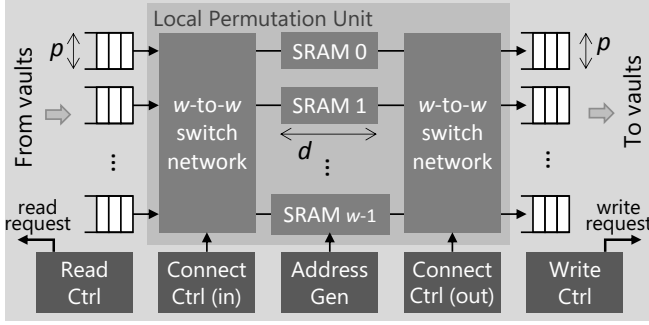 Local Permutation Unit
p
SRAM 0
p
From vaults
w-to-w
switch
network
SRAM 1
d
w-to-w
switch
network
To vaults
...
...
...
SRAM w-1
read
request
write
request
Read
Ctrl
Connect
Ctrl (in)
Address
Gen
Connect
Ctrl (out)
Write
Ctrl